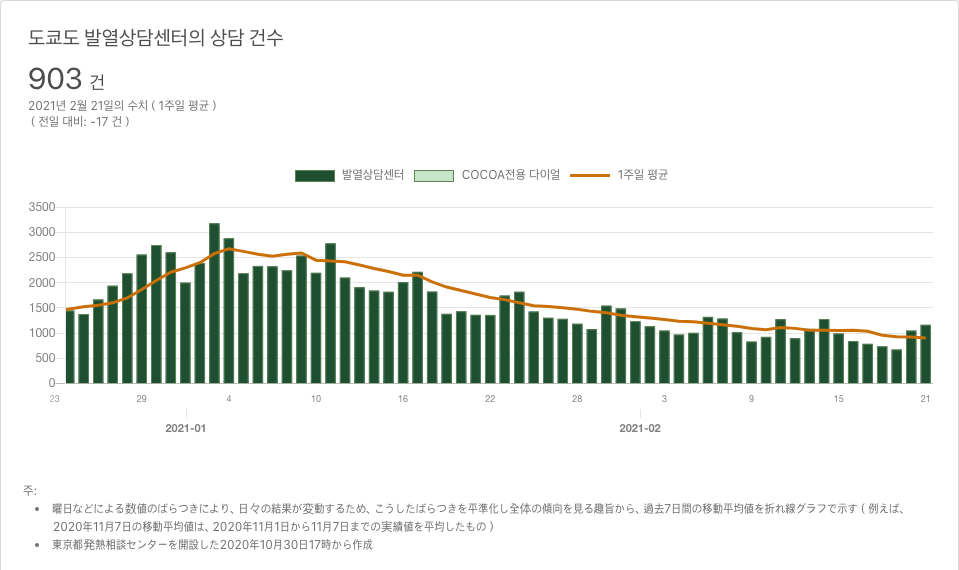 도쿄도 발열상담센터의 상담 건수
903 건
2021년 2월 21일의 수치 ( 1주일 평균 )
( 전일 대비: -17 건 )
발열상담센터 COCOA전용 다이얼 1주일 평균
3500
3000
2500
2000
1500
1000
500
0
23 29 4 10 16 22 28 3 9 15 21
2021-01 2021-02
주:
• 曜日などによる数値のばらつきにより、日々の結果が変動するため、こうしたばらつきを平準化し全体の傾向を見る趣旨から、過去7日間の移動平均値を折れ線グラフで示す ( 例えば、
2020年11月7日の移動平均値は、2020年11月1日から11月7日までの実績値を平均したもの )
• 東京都発熱相談センターを開設した2020年10月30日17時から作成